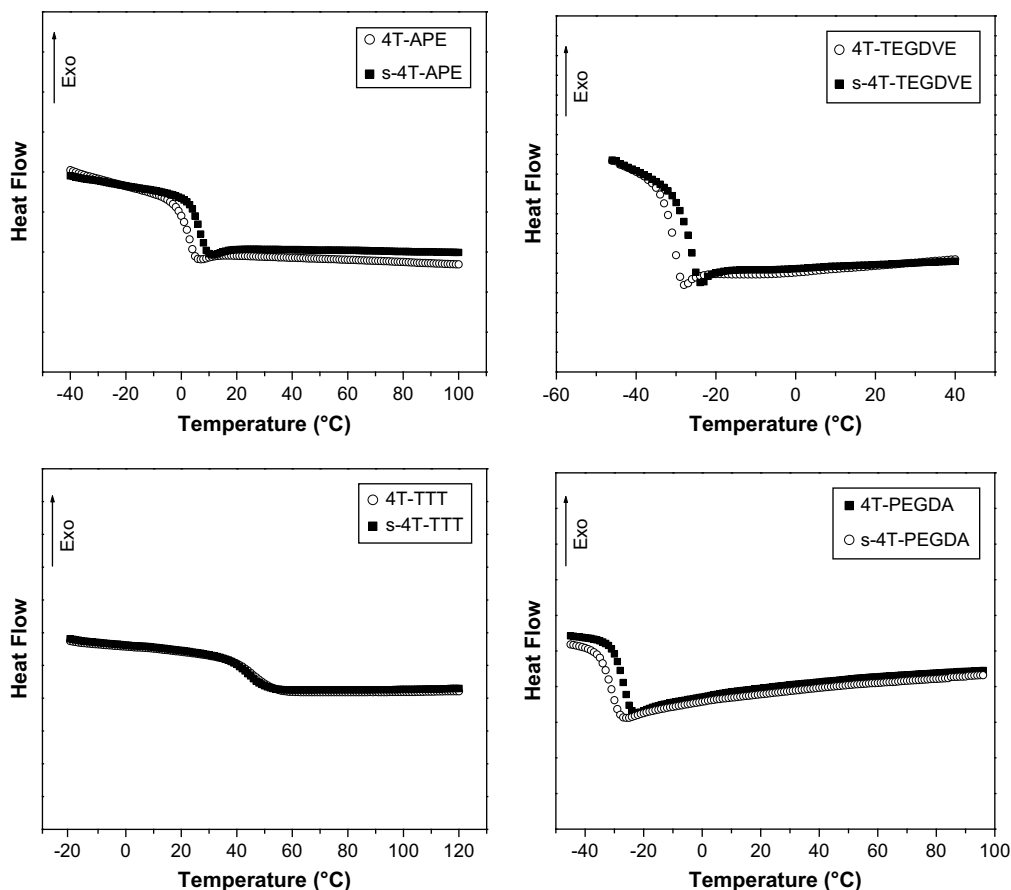 Exo
4T-APE
s-4T-APE
Heat Flow
-40 -20 0 20 40 60 80 100
Temperature (°C)
Exo
4T-TEGDVE
s-4T-TEGDVE
Heat Flow
-60 -40 -20 0 20 40
Temperature (°C)
Exo
4T-TTT
s-4T-TTT
Heat Flow
-20 0 20 40 60 80 100 120
Temperature (°C)
Exo
4T-PEGDA
s-4T-PEGDA
Heat Flow
-40 -20 0 20 40 60 80 100
Temperature (°C)